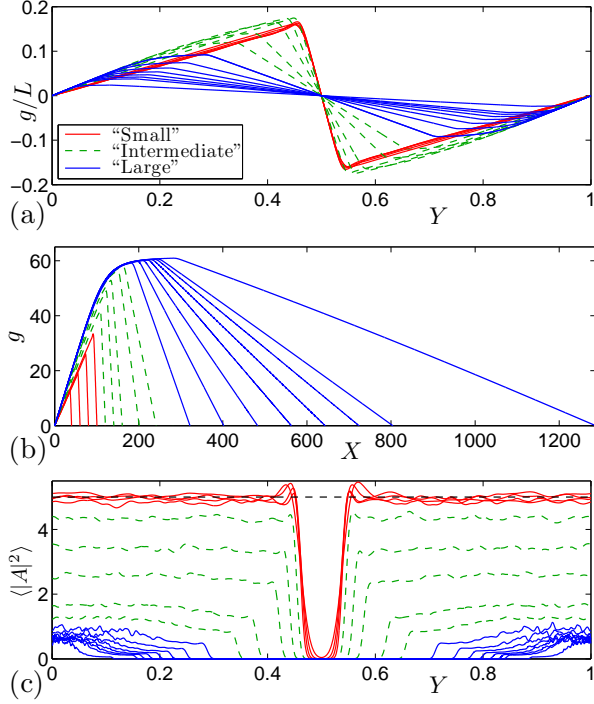 0.2
0.1
0
−0.1
−0.2
g/L
"Small"
"Intermediate"
"Large"
0 0.2 0.4 0.6 0.8 1
(a) Y
60
40
20
0
g
0 200 400 600 800 1000 1200
(b) X
4
2
0
⟨|A|²⟩
0 0.2 0.4 0.6 0.8 1
(c) Y